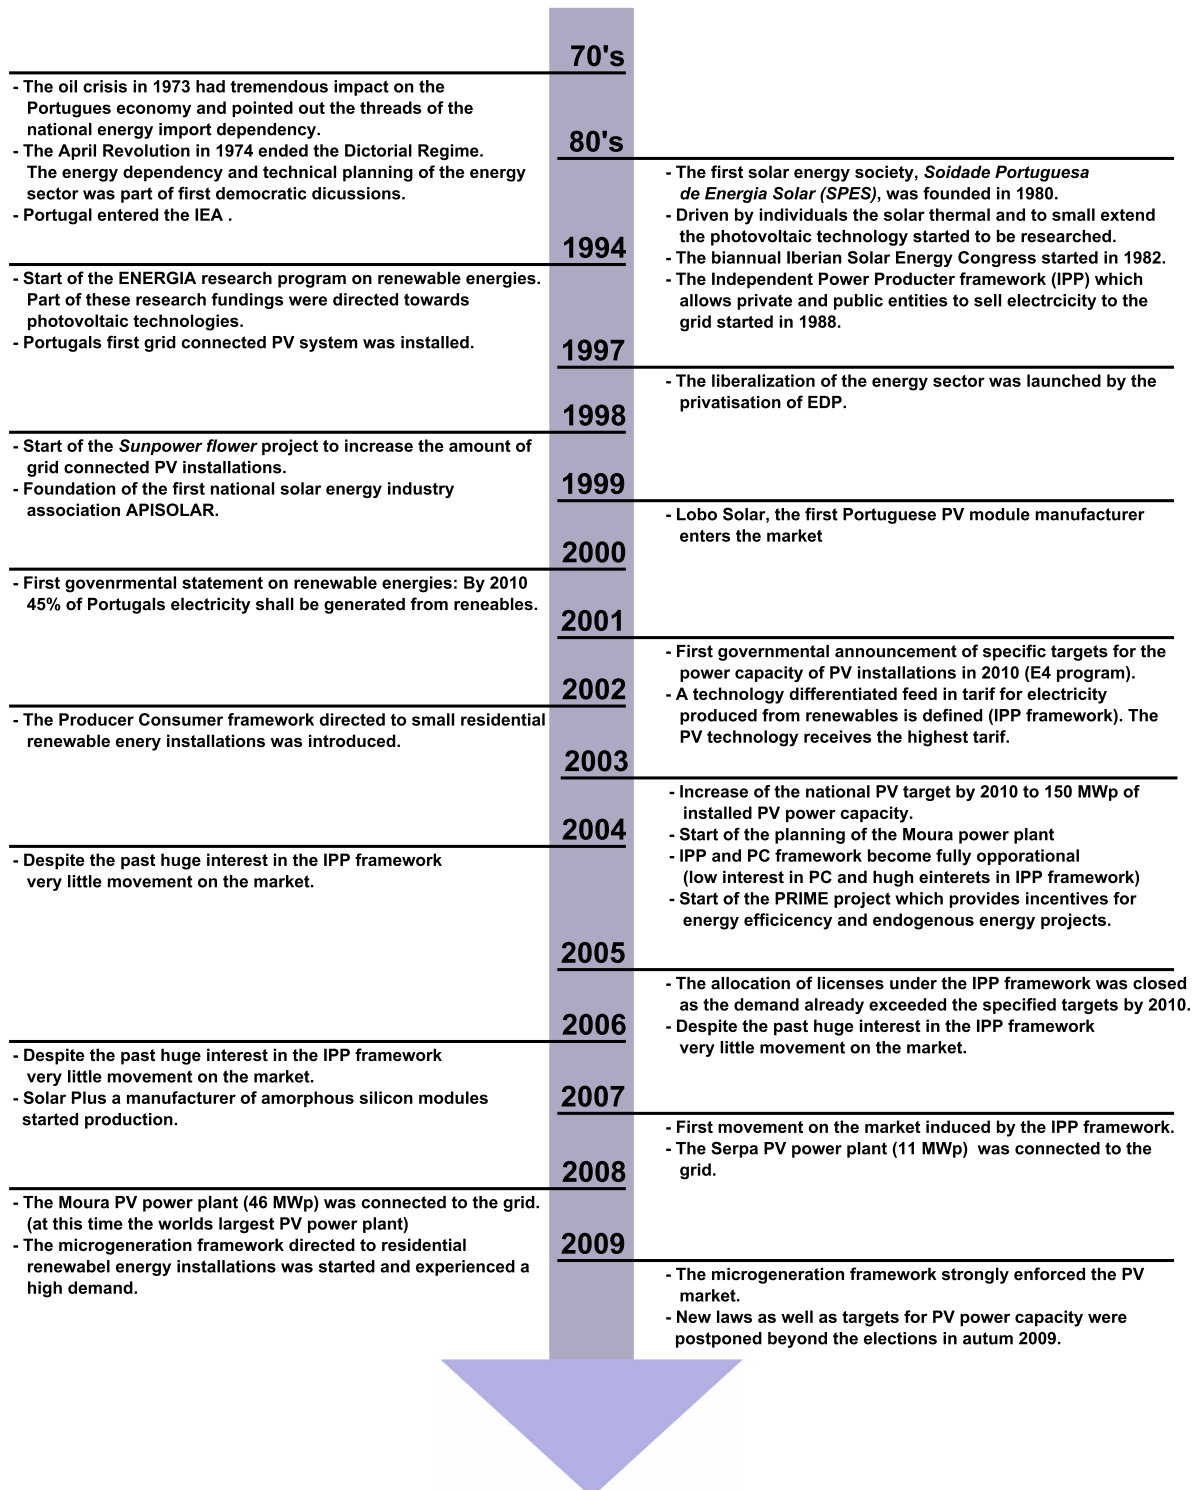 70's
- The oil crisis in 1973 had tremendous impact on the
Portugues economy and pointed out the threads of the
national energy import dependency.
- The April Revolution in 1974 ended the Dictorial Regime.
The energy dependency and technical planning of the energy
sector was part of first democratic dicussions.
- Portugal entered the IEA .
80's
- The first solar energy society, Soidade Portuguesa
de Energia Solar (SPES), was founded in 1980.
- Driven by individuals the solar thermal and to small extend
the photovoltaic technology started to be researched.
- The biannual Iberian Solar Energy Congress started in 1982.
- The Independent Power Producter framework (IPP) which
allows private and public entities to sell electrcicity to the
grid started in 1988.
1994
- Start of the ENERGIA research program on renewable energies.
Part of these research fundings were directed towards
photovoltaic technologies.
- Portugals first grid connected PV system was installed.
1997
- The liberalization of the energy sector was launched by the
privatisation of EDP.
1998
- Start of the Sunpower flower project to increase the amount of
grid connected PV installations.
- Foundation of the first national solar energy industry
association APISOLAR.
1999
- Lobo Solar, the first Portuguese PV module manufacturer
enters the market
2000
- First govenrmental statement on renewable energies: By 2010
45% of Portugals electricity shall be generated from reneables.
2001
- First governmental announcement of specific targets for the
power capacity of PV installations in 2010 (E4 program).
- A technology differentiated feed in tarif for electricity
produced from renewables is defined (IPP framework). The
PV technology receives the highest tarif.
2002
- The Producer Consumer framework directed to small residential
renewable enery installations was introduced.
2003
- Increase of the national PV target by 2010 to 150 MWp of
installed PV power capacity.
- Start of the planning of the Moura power plant
- IPP and PC framework become fully opporational
(low interest in PC and hugh einterets in IPP framework)
- Start of the PRIME project which provides incentives for
energy efficicency and endogenous energy projects.
2004
- Despite the past huge interest in the IPP framework
very little movement on the market.
2005
- The allocation of licenses under the IPP framework was closed
as the demand already exceeded the specified targets by 2010.
- Despite the past huge interest in the IPP framework
very little movement on the market.
2006
- Despite the past huge interest in the IPP framework
very little movement on the market.
- Solar Plus a manufacturer of amorphous silicon modules
started production.
2007
- First movement on the market induced by the IPP framework.
- The Serpa PV power plant (11 MWp)  was connected to the
grid.
2008
- The Moura PV power plant (46 MWp) was connected to the grid.
(at this time the worlds largest PV power plant)
- The microgeneration framework directed to residential
renewabel energy installations was started and experienced a
high demand.
2009
- The microgeneration framework strongly enforced the PV
market.
- New laws as well as targets for PV power capacity were
postponed beyond the elections in autum 2009.